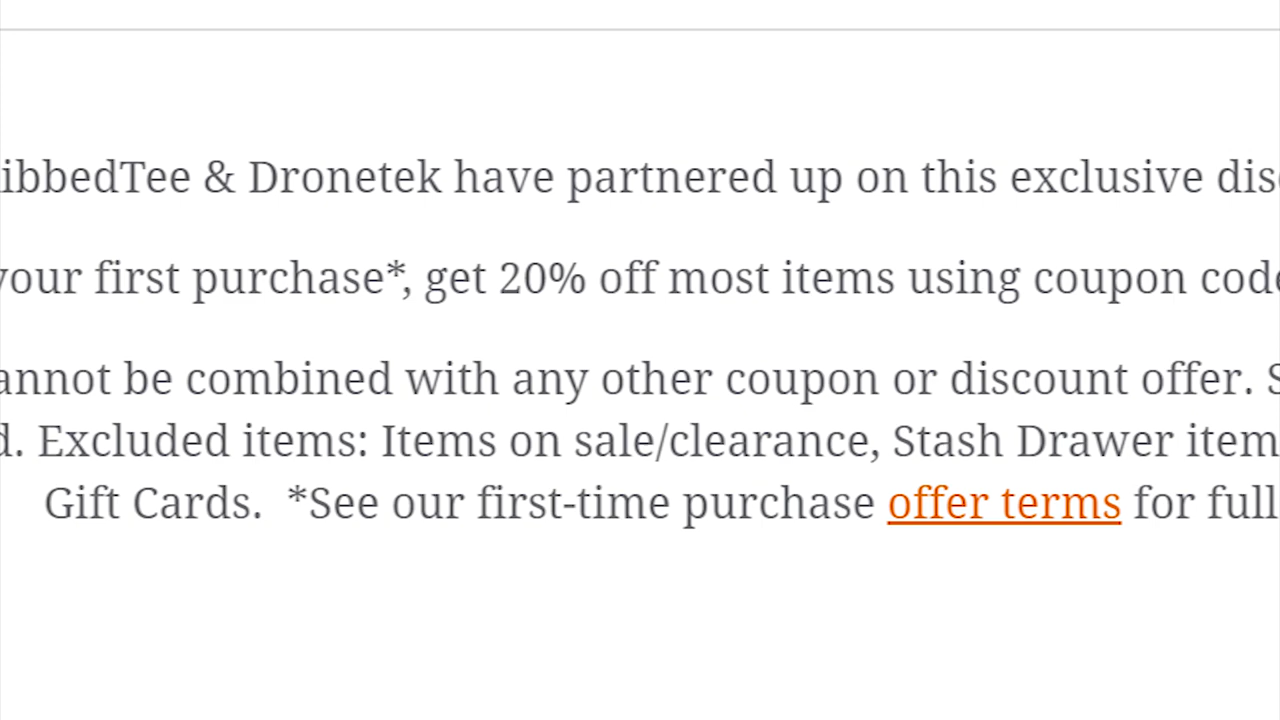 ibbedTee & Dronetek have partnered up on this exclusive
your first purchase*, get 20% off most items using coupon code
annot be combined with any other coupon or discount offer. S
d. Excluded items: Items on sale/clearance, Stash Drawer item
Gift Cards. *See our first-time purchase offer terms for full